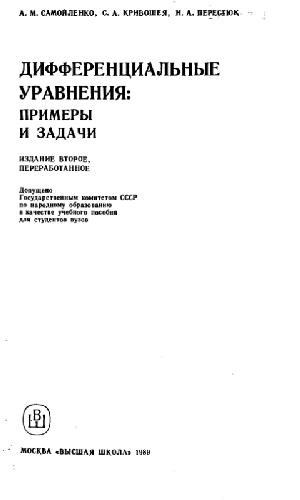 А. М. САМОЙЛЕНКО, С. А. КРИВОШЕЯ, Н. А. ПЕРЕСТЮК
ДИФФЕРЕНЦИАЛЬНЫЕ
УРАВНЕНИЯ:
ПРИМЕРЫ
И ЗАДАЧИ
ИЗДАНИЕ ВТОРОЕ,
ПЕРЕРАБОТАННОЕ
Допущено
Государственным комитетом СССР
по народному образованию
в качестве учебного пособия
для студентов вузов
ВШ
МОСКВА «ВЫСШАЯ ШКОЛА» 1989